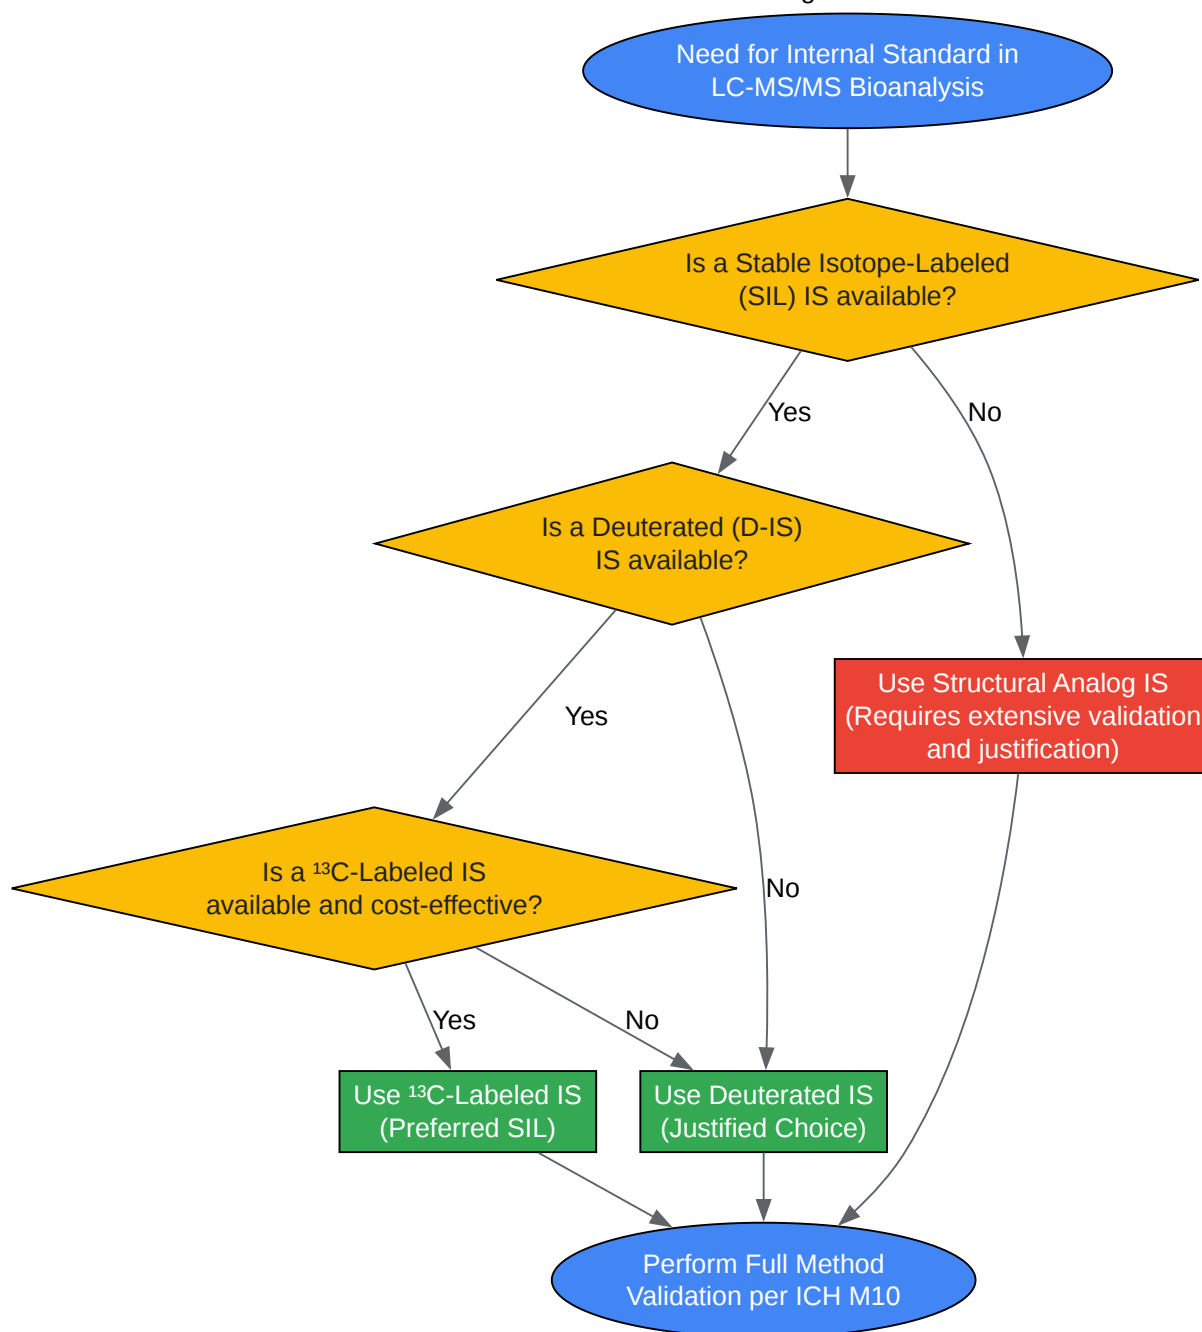 Need for Internal Standard in
LC-MS/MS Bioanalysis
Is a Stable Isotope-Labeled
(SIL) IS available?
Yes
No
Is a Deuterated (D-IS)
IS available?
Use Structural Analog IS
(Requires extensive validation
and justification)
Yes
Is a ¹³C-Labeled IS
available and cost-effective?
No
Yes
No
Use ¹³C-Labeled IS
(Preferred SIL)
Use Deuterated IS
(Justified Choice)
Perform Full Method
Validation per ICH M10